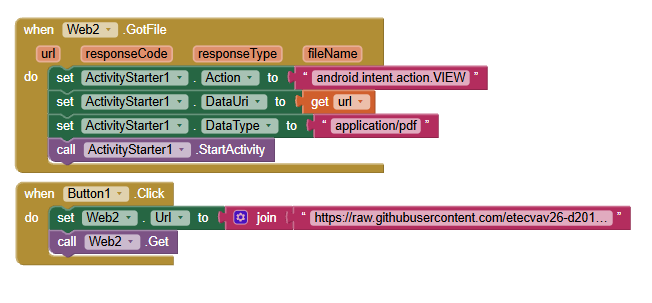 when Web2 .GotFile
url responseCode responseType fileName
do set ActivityStarter1 . Action to " android.intent.action.VIEW "
set ActivityStarter1 . DataUri to get url
set ActivityStarter1 . DataType to " application/pdf "
call ActivityStarter1 .StartActivity
when Button1 .Click
do set Web2 . Url to join " https://raw.githubusercontent.com/etecvav26-d201... "
call Web2 .Get